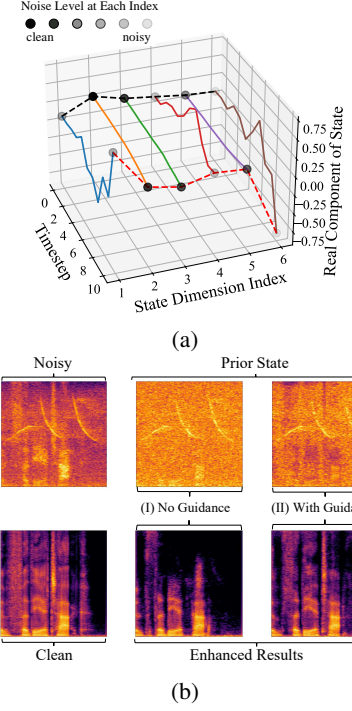 Noise Level at Each Index
clean noisy
0.75
0.50
0.25
0.00
-0.25
-0.50
-0.75
Real Component of State
0
2
4
6
8
10
Timestep
1
2
3
4
5
6
State Dimension Index
(a)
Noisy Prior State
(I) No Guidance (II) With Guida
Clean Enhanced Results
(b)